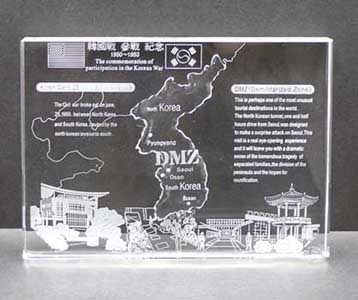 韓國戰 參戰 紀念
1950~1953
The commemoration of
participation in the Korean War
DMZ(Demilitarized Zone)
The Civil war broke out on june,
25, 1950. between North Korea
and South Korea, caused by the
north korean invasion south.
This is perhaps one of the most unusual
tourist destinations in the world.
The North Korean tunnel, one and half
hours drive from Seoul was designed
to make a surprise attack on Seoul. This
visit is a real eye-opening experience
and it will leave you with a dramatic
sense of the tremendous tragedy of
separated families, the division of the
peninsula and the hopes for
reunification.
North Korea
Pyungyang
DMZ
Seoul
Osan
South Korea
Busan